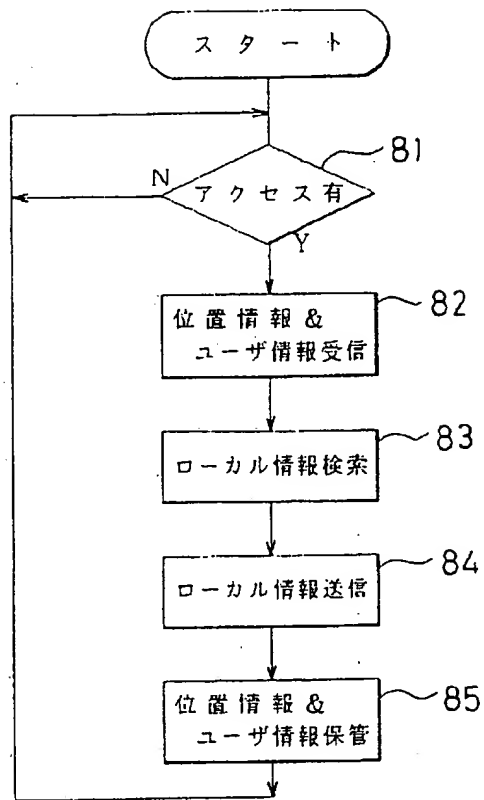 スタート
81
N
アクセス有
Y
82
位置情報&
ユーザ情報受信
83
ローカル情報検索
84
ローカル情報送信
85
位置情報&
ユーザ情報保管